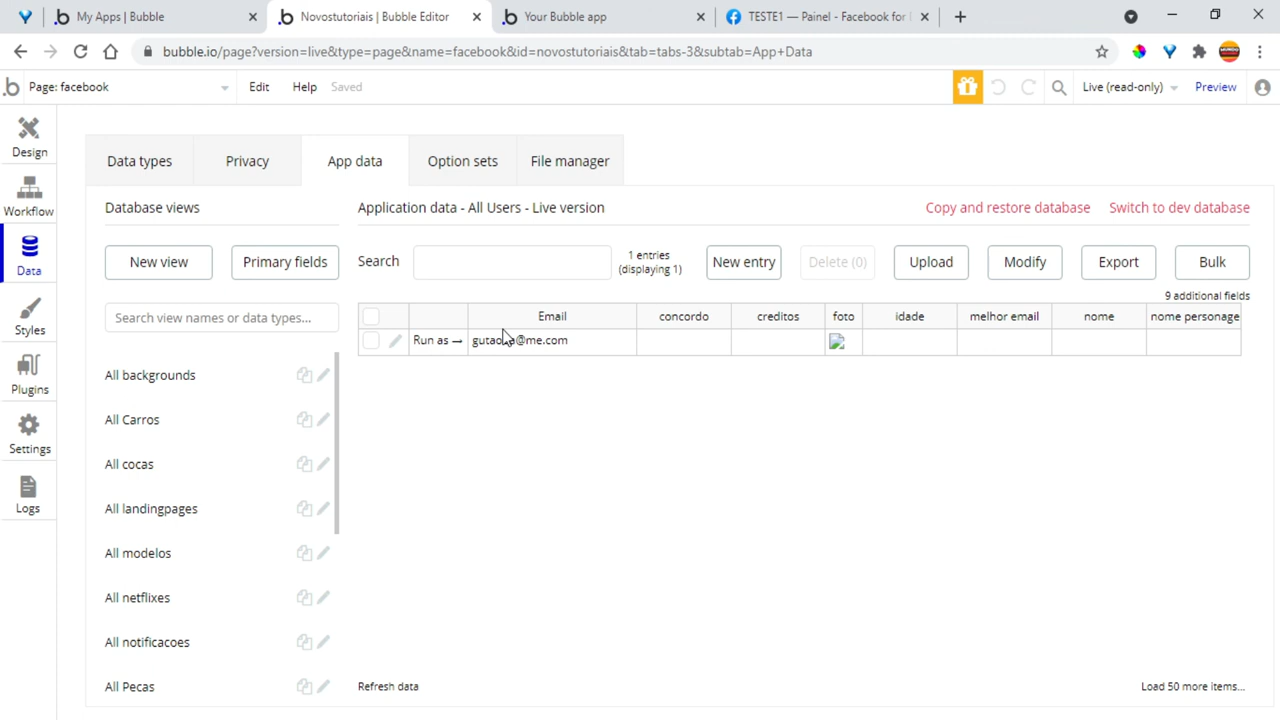 My Apps | Bubble
Novostutoriais | Bubble Editor
Your Bubble app
TESTE1 — Painel - Facebook for
bubble.io/page?version=live&type=page&name=facebook&id=novostutoriais&tab=tabs-3&subtab=App+Data
Page: facebook
Edit
Help
Saved
Live (read-only)
Preview
Design
Workflow
Data
Styles
Plugins
Settings
Logs
Data types
Privacy
App data
Option sets
File manager
Database views
Application data - All Users - Live version
Copy and restore database
Switch to dev database
New view
Primary fields
Search
1 entries
(displaying 1)
New entry
Delete (0)
Upload
Modify
Export
Bulk
9 additional fields
Search view names or data types...
Email
concordo
creditos
foto
idade
melhor email
nome
nome personage
Run as →
All backgrounds
All Carros
All cocas
All landingpages
All modelos
All netflixes
All notificacoes
All Pecas
Refresh data
Load 50 more items...